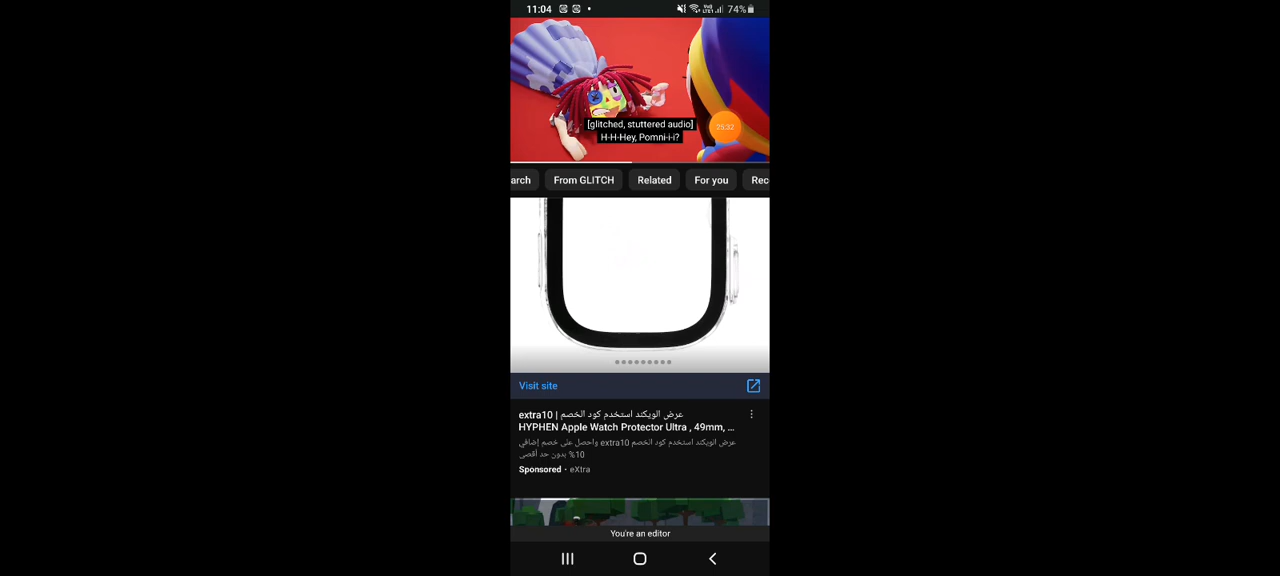 11:04
74%
[glitched, stuttered audio]
H-H-Hey, Pomni-i-i?
25:32
arch
From GLITCH
Related
For you
Rec
Visit site
extra10 | عرض الويكند استخدم كود الخصم
HYPHEN Apple Watch Protector Ultra , 49mm, ...
عرض الويكند استخدم كود الخصم extra10 واحصل على خصم إضافي
10% بدون حد أقصى
Sponsored • eXtra
You're an editor